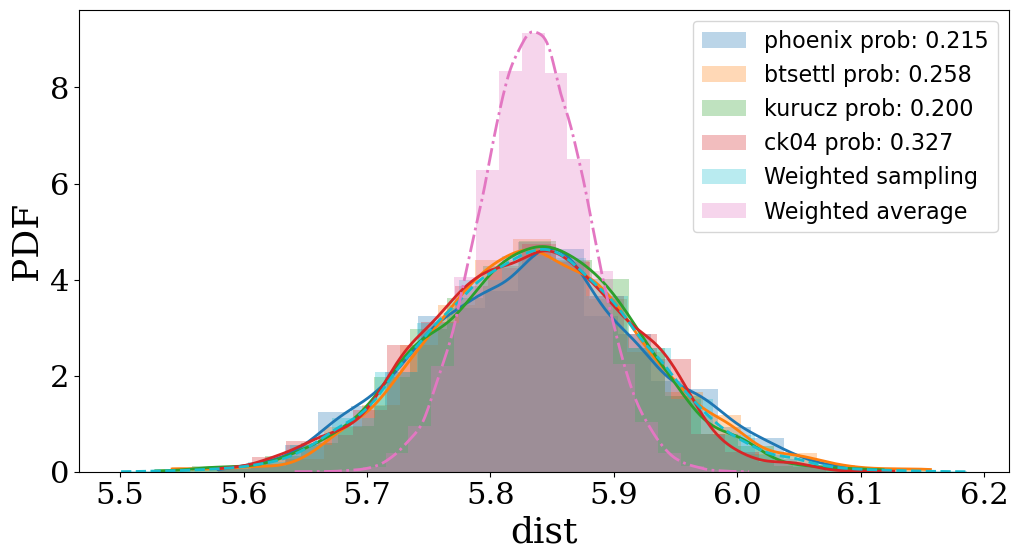 phoenix prob: 0.215
btsettl prob: 0.258
kurucz prob: 0.200
ck04 prob: 0.327
Weighted sampling
Weighted average
PDF
8
6
4
2
0
5.5 5.6 5.7 5.8 5.9 6.0 6.1 6.2
dist